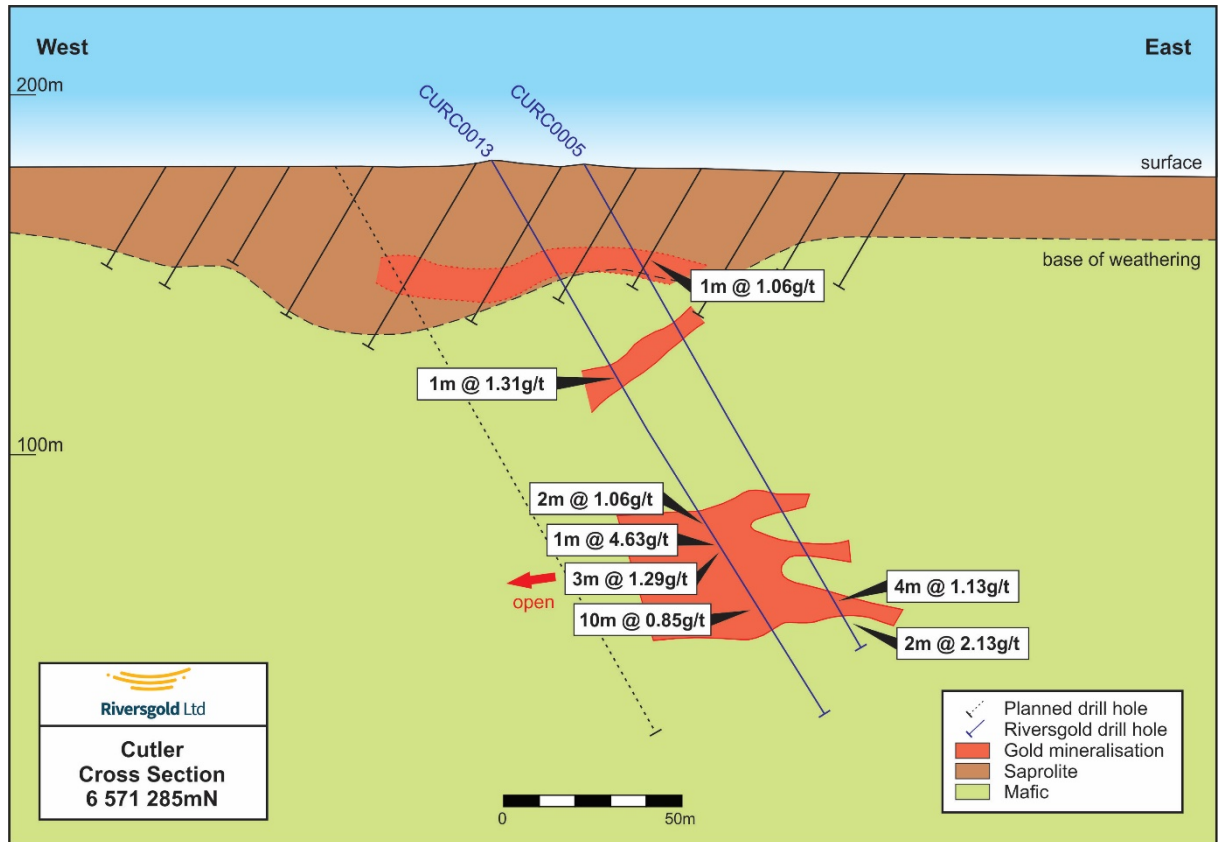 West
East
200m
CURC0013
CURC0005
surface
base of weathering
1m @ 1.06g/t
1m @ 1.31g/t
100m
2m @ 1.06g/t
1m @ 4.63g/t
3m @ 1.29g/t
open
10m @ 0.85g/t
4m @ 1.13g/t
2m @ 2.13g/t
Riversgold Ltd
Cutler
Cross Section
6 571 285mN
0
50m
Planned drill hole
Riversgold drill hole
Gold mineralisation
Saprolite
Mafic